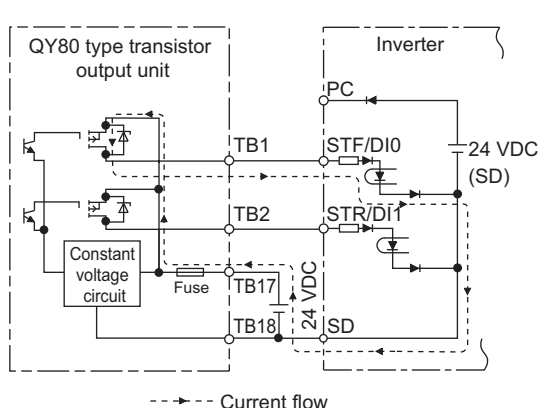 QY80 type transistor
output unit
Inverter
PC
TB1
STF/DI0
24 VDC
(SD)
TB2
STR/DI1
Constant
voltage
circuit
Fuse
TB17
24 VDC
TB18
SD
Current flow